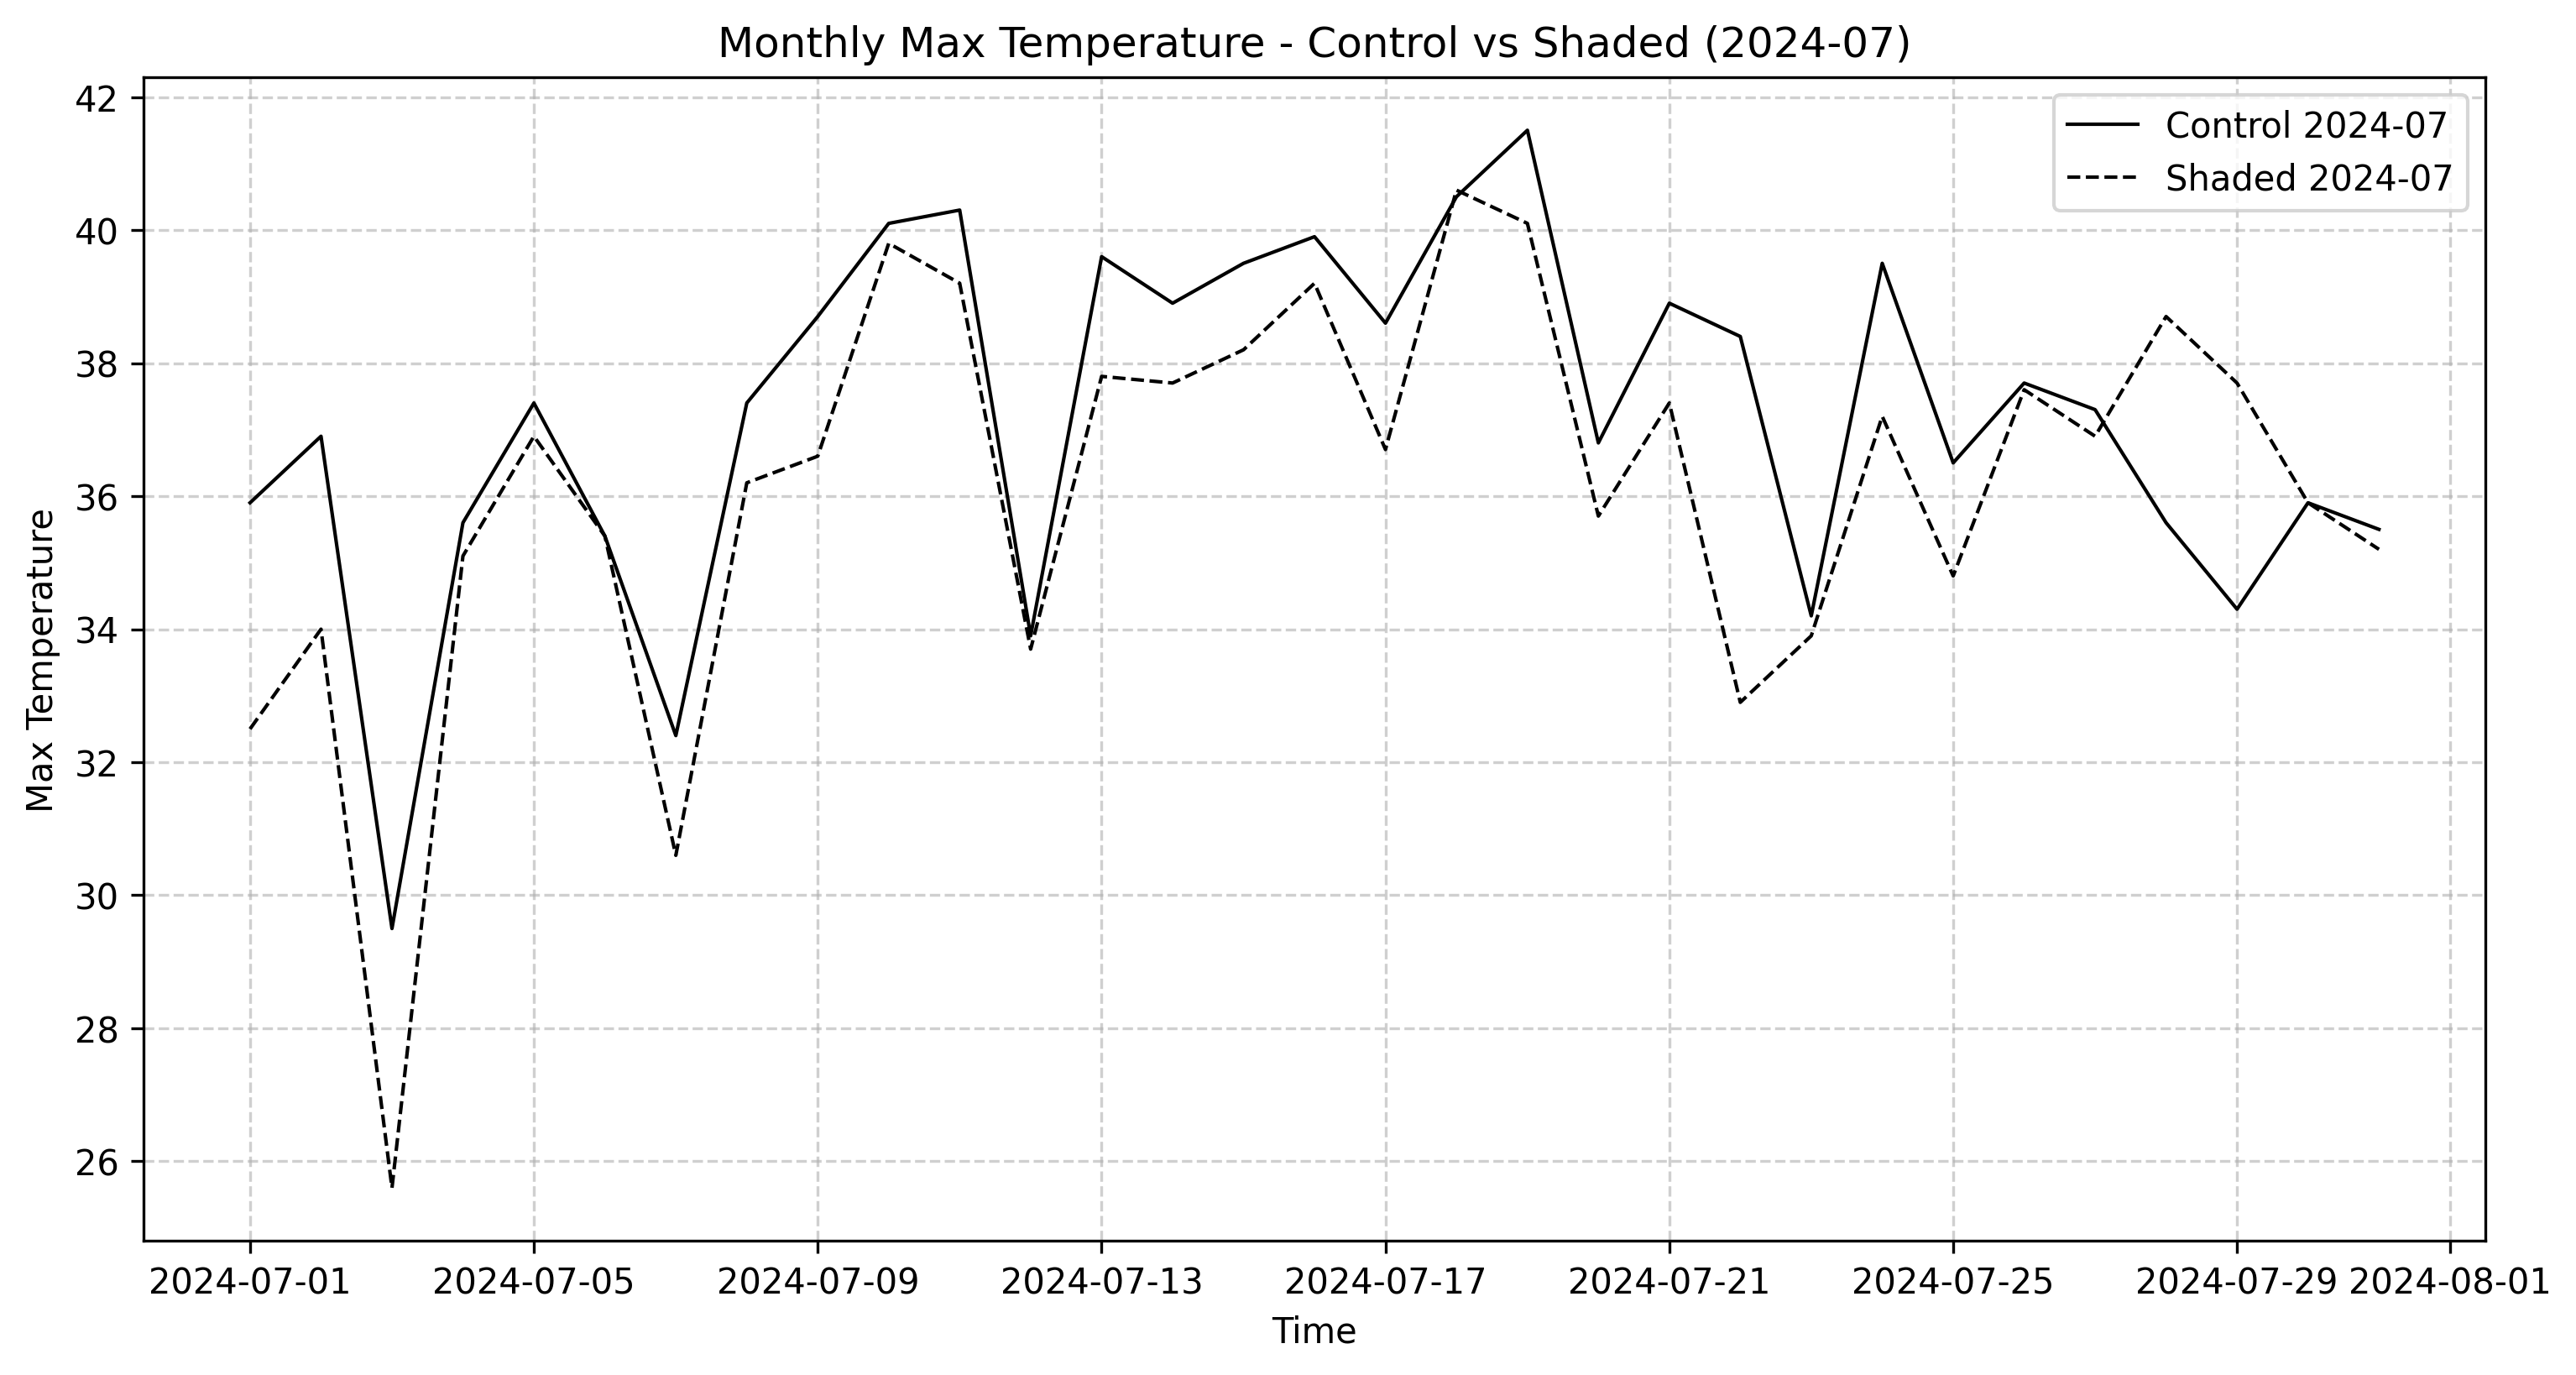 Monthly Max Temperature - Control vs Shaded (2024-07)
Control 2024-07
Shaded 2024-07
Max Temperature
42
40
38
36
34
32
30
28
26
2024-07-01 2024-07-05 2024-07-09 2024-07-13 2024-07-17 2024-07-21 2024-07-25 2024-07-29 2024-08-01
Time